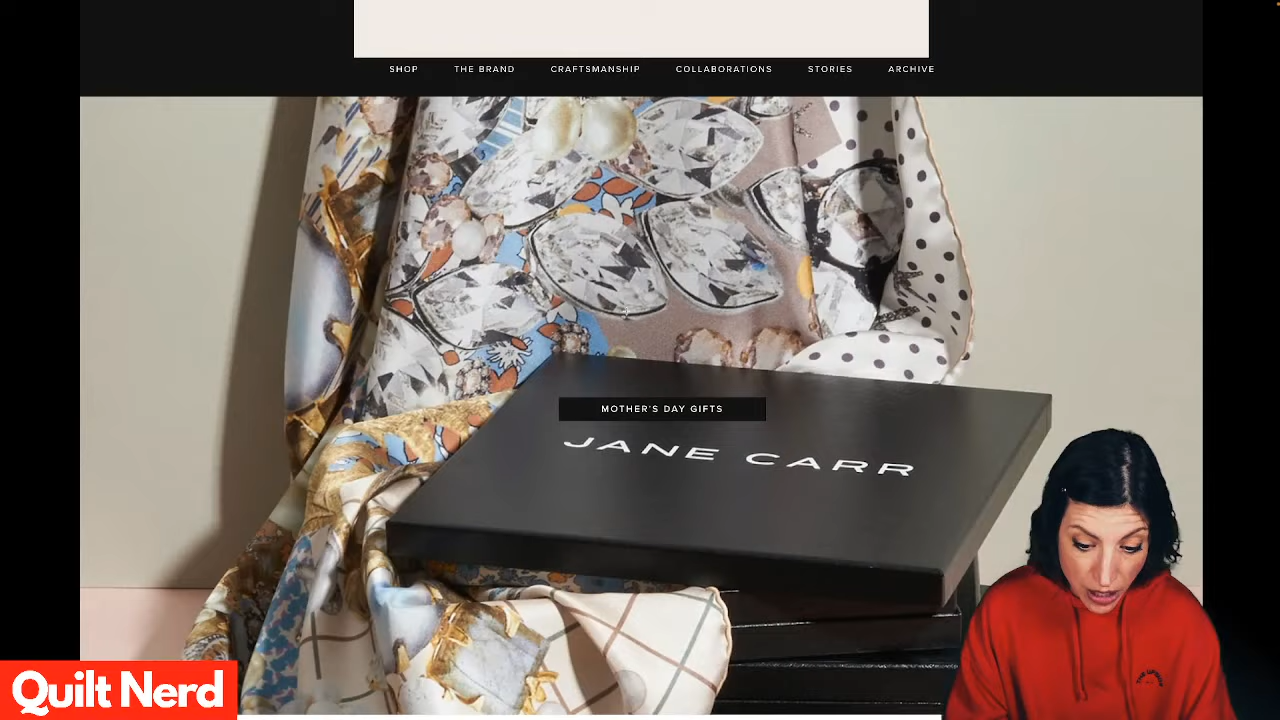 SHOP THE BRAND CRAFTSMANSHIP COLLABORATIONS STORIES ARCHIVE
MOTHER'S DAY GIFTS
JANE CARR
Quilt Nerd